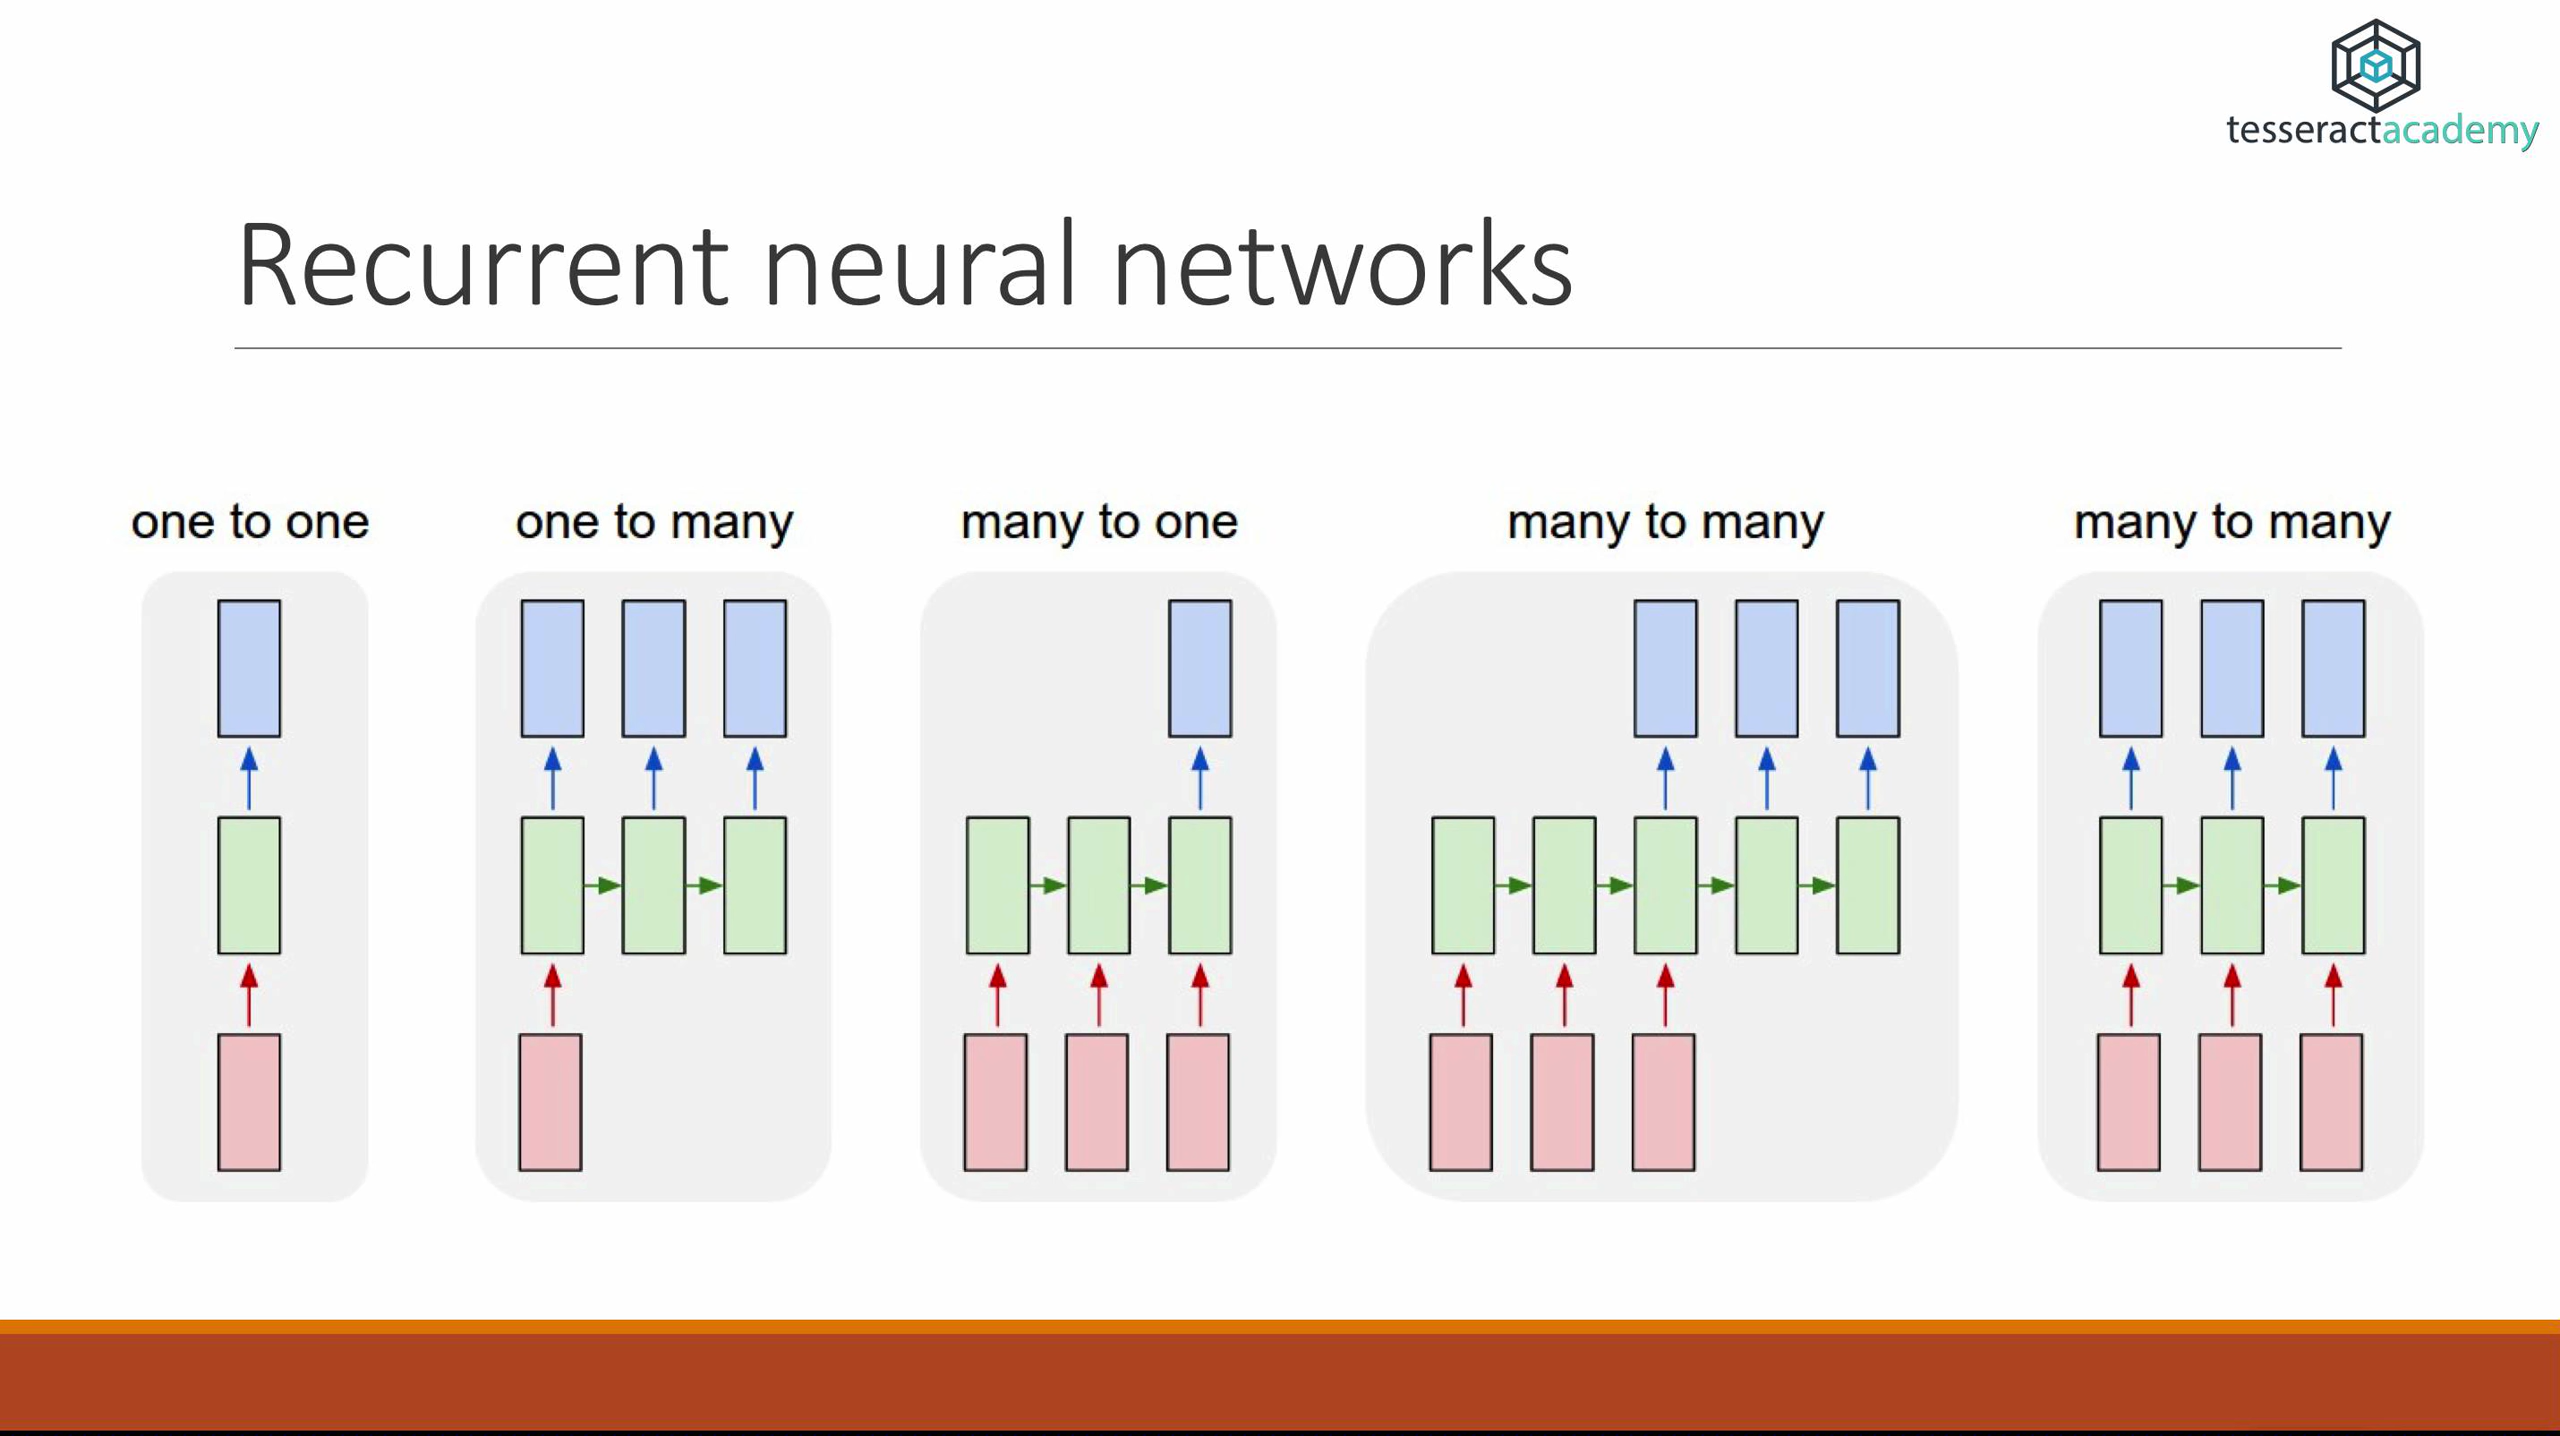 tesseractacademy
Recurrent neural networks
one to one
one to many
many to one
many to many
many to many